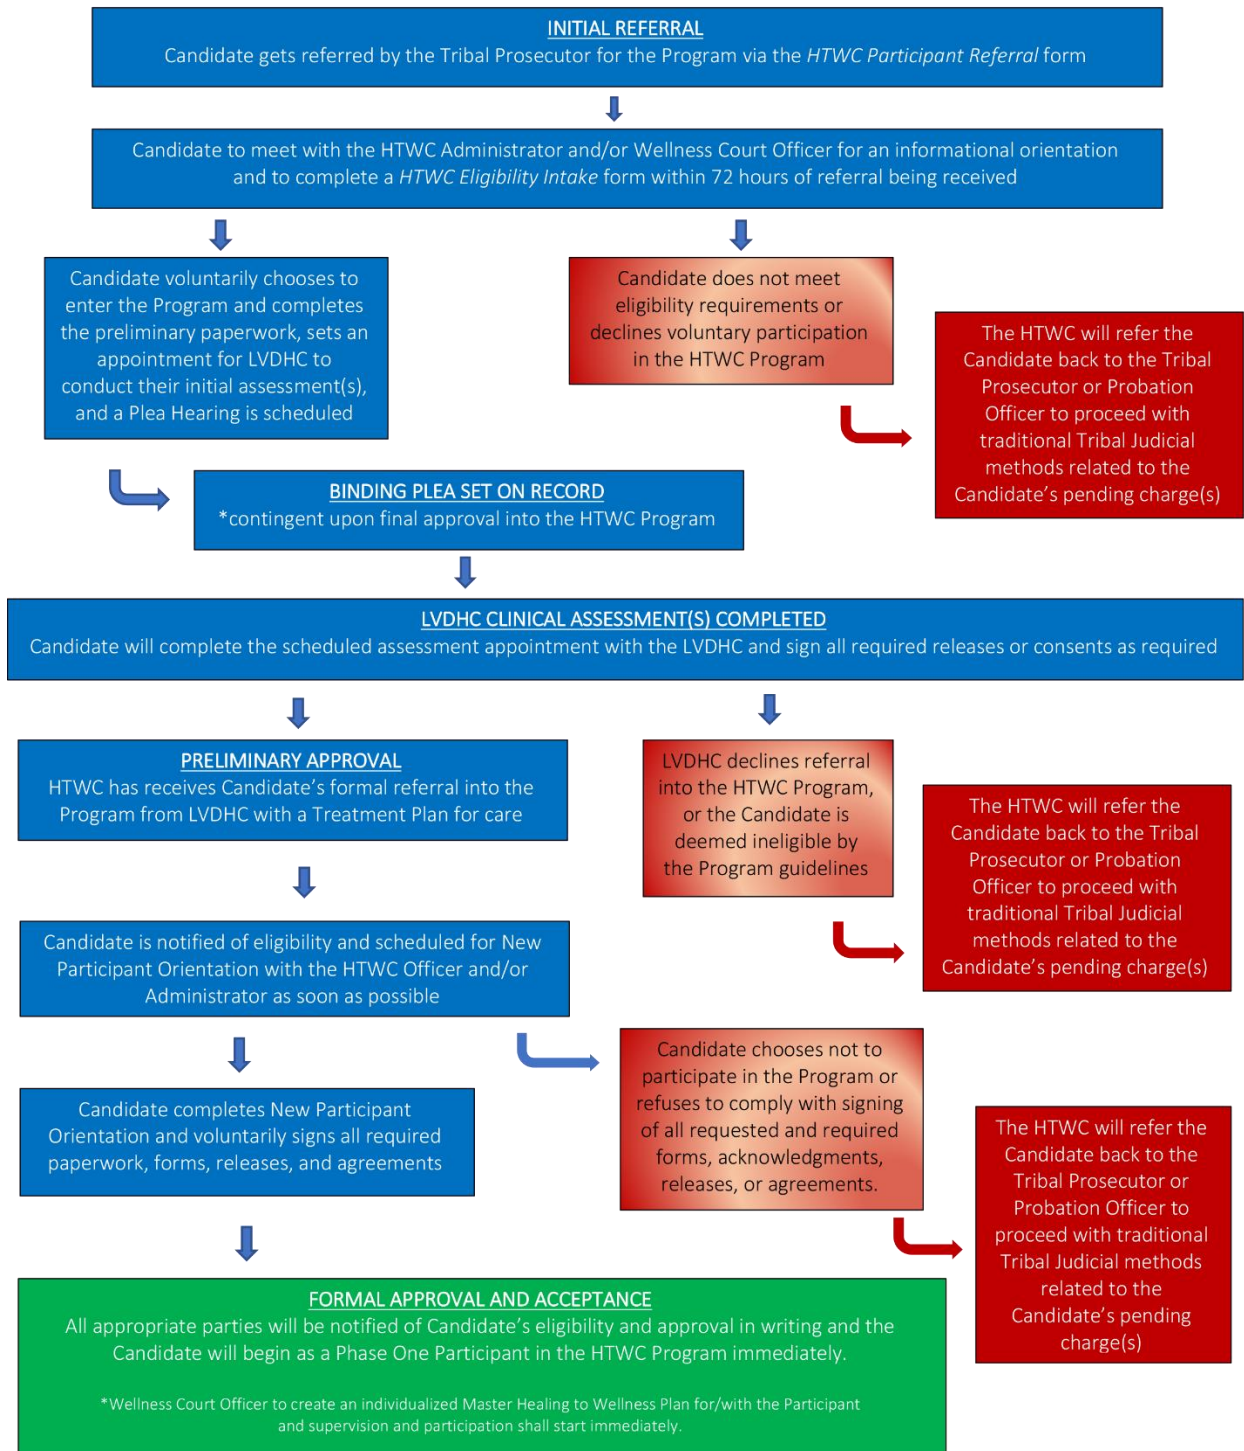 INITIAL REFERRAL
Candidate gets referred by the Tribal Prosecutor for the Program via the HTWC Participant Referral form
Candidate to meet with the HTWC Administrator and/or Wellness Court Officer for an informational orientation
and to complete a HTWC Eligibility Intake form within 72 hours of referral being received
Candidate voluntarily chooses to
enter the Program and completes
the preliminary paperwork, sets an
appointment for LVDHC to
conduct their initial assessment(s),
and a Plea Hearing is scheduled
Candidate does not meet
eligibility requirements or
declines voluntary participation
in the HTWC Program
The HTWC will refer the
Candidate back to the Tribal
Prosecutor or Probation
Officer to proceed with
traditional Tribal Judicial
methods related to the
Candidate's pending charge(s)
BINDING PLEA SET ON RECORD
*contingent upon final approval into the HTWC Program
LVDHC CLINICAL ASSESSMENT(S) COMPLETED
Candidate will complete the scheduled assessment appointment with the LVDHC and sign all required releases or consents as required
PRELIMINARY APPROVAL
HTWC has receives Candidate's formal referral into the
Program from LVDHC with a Treatment Plan for care
LVDHC declines referral
into the HTWC Program,
or the Candidate is
deemed ineligible by
the Program guidelines
The HTWC will refer the
Candidate back to the Tribal
Prosecutor or Probation
Officer to proceed with
traditional Tribal Judicial
methods related to the
Candidate's pending charge(s)
Candidate is notified of eligibility and scheduled for New
Participant Orientation with the HTWC Officer and/or
Administrator as soon as possible
Candidate chooses not to
participate in the Program or
refuses to comply with signing
of all requested and required
forms, acknowledgments,
releases, or agreements.
Candidate completes New Participant
Orientation and voluntarily signs all required
paperwork, forms, releases, and agreements
The HTWC will refer the
Candidate back to the
Tribal Prosecutor or
Probation Officer to
proceed with traditional
Tribal Judicial methods
related to the
Candidate's pending
charge(s)
FORMAL APPROVAL AND ACCEPTANCE
All appropriate parties will be notified of Candidate's eligibility and approval in writing and the
Candidate will begin as a Phase One Participant in the HTWC Program immediately.
*Wellness Court Officer to create an individualized Master Healing to Wellness Plan for/with the Participant
and supervision and participation shall start immediately.